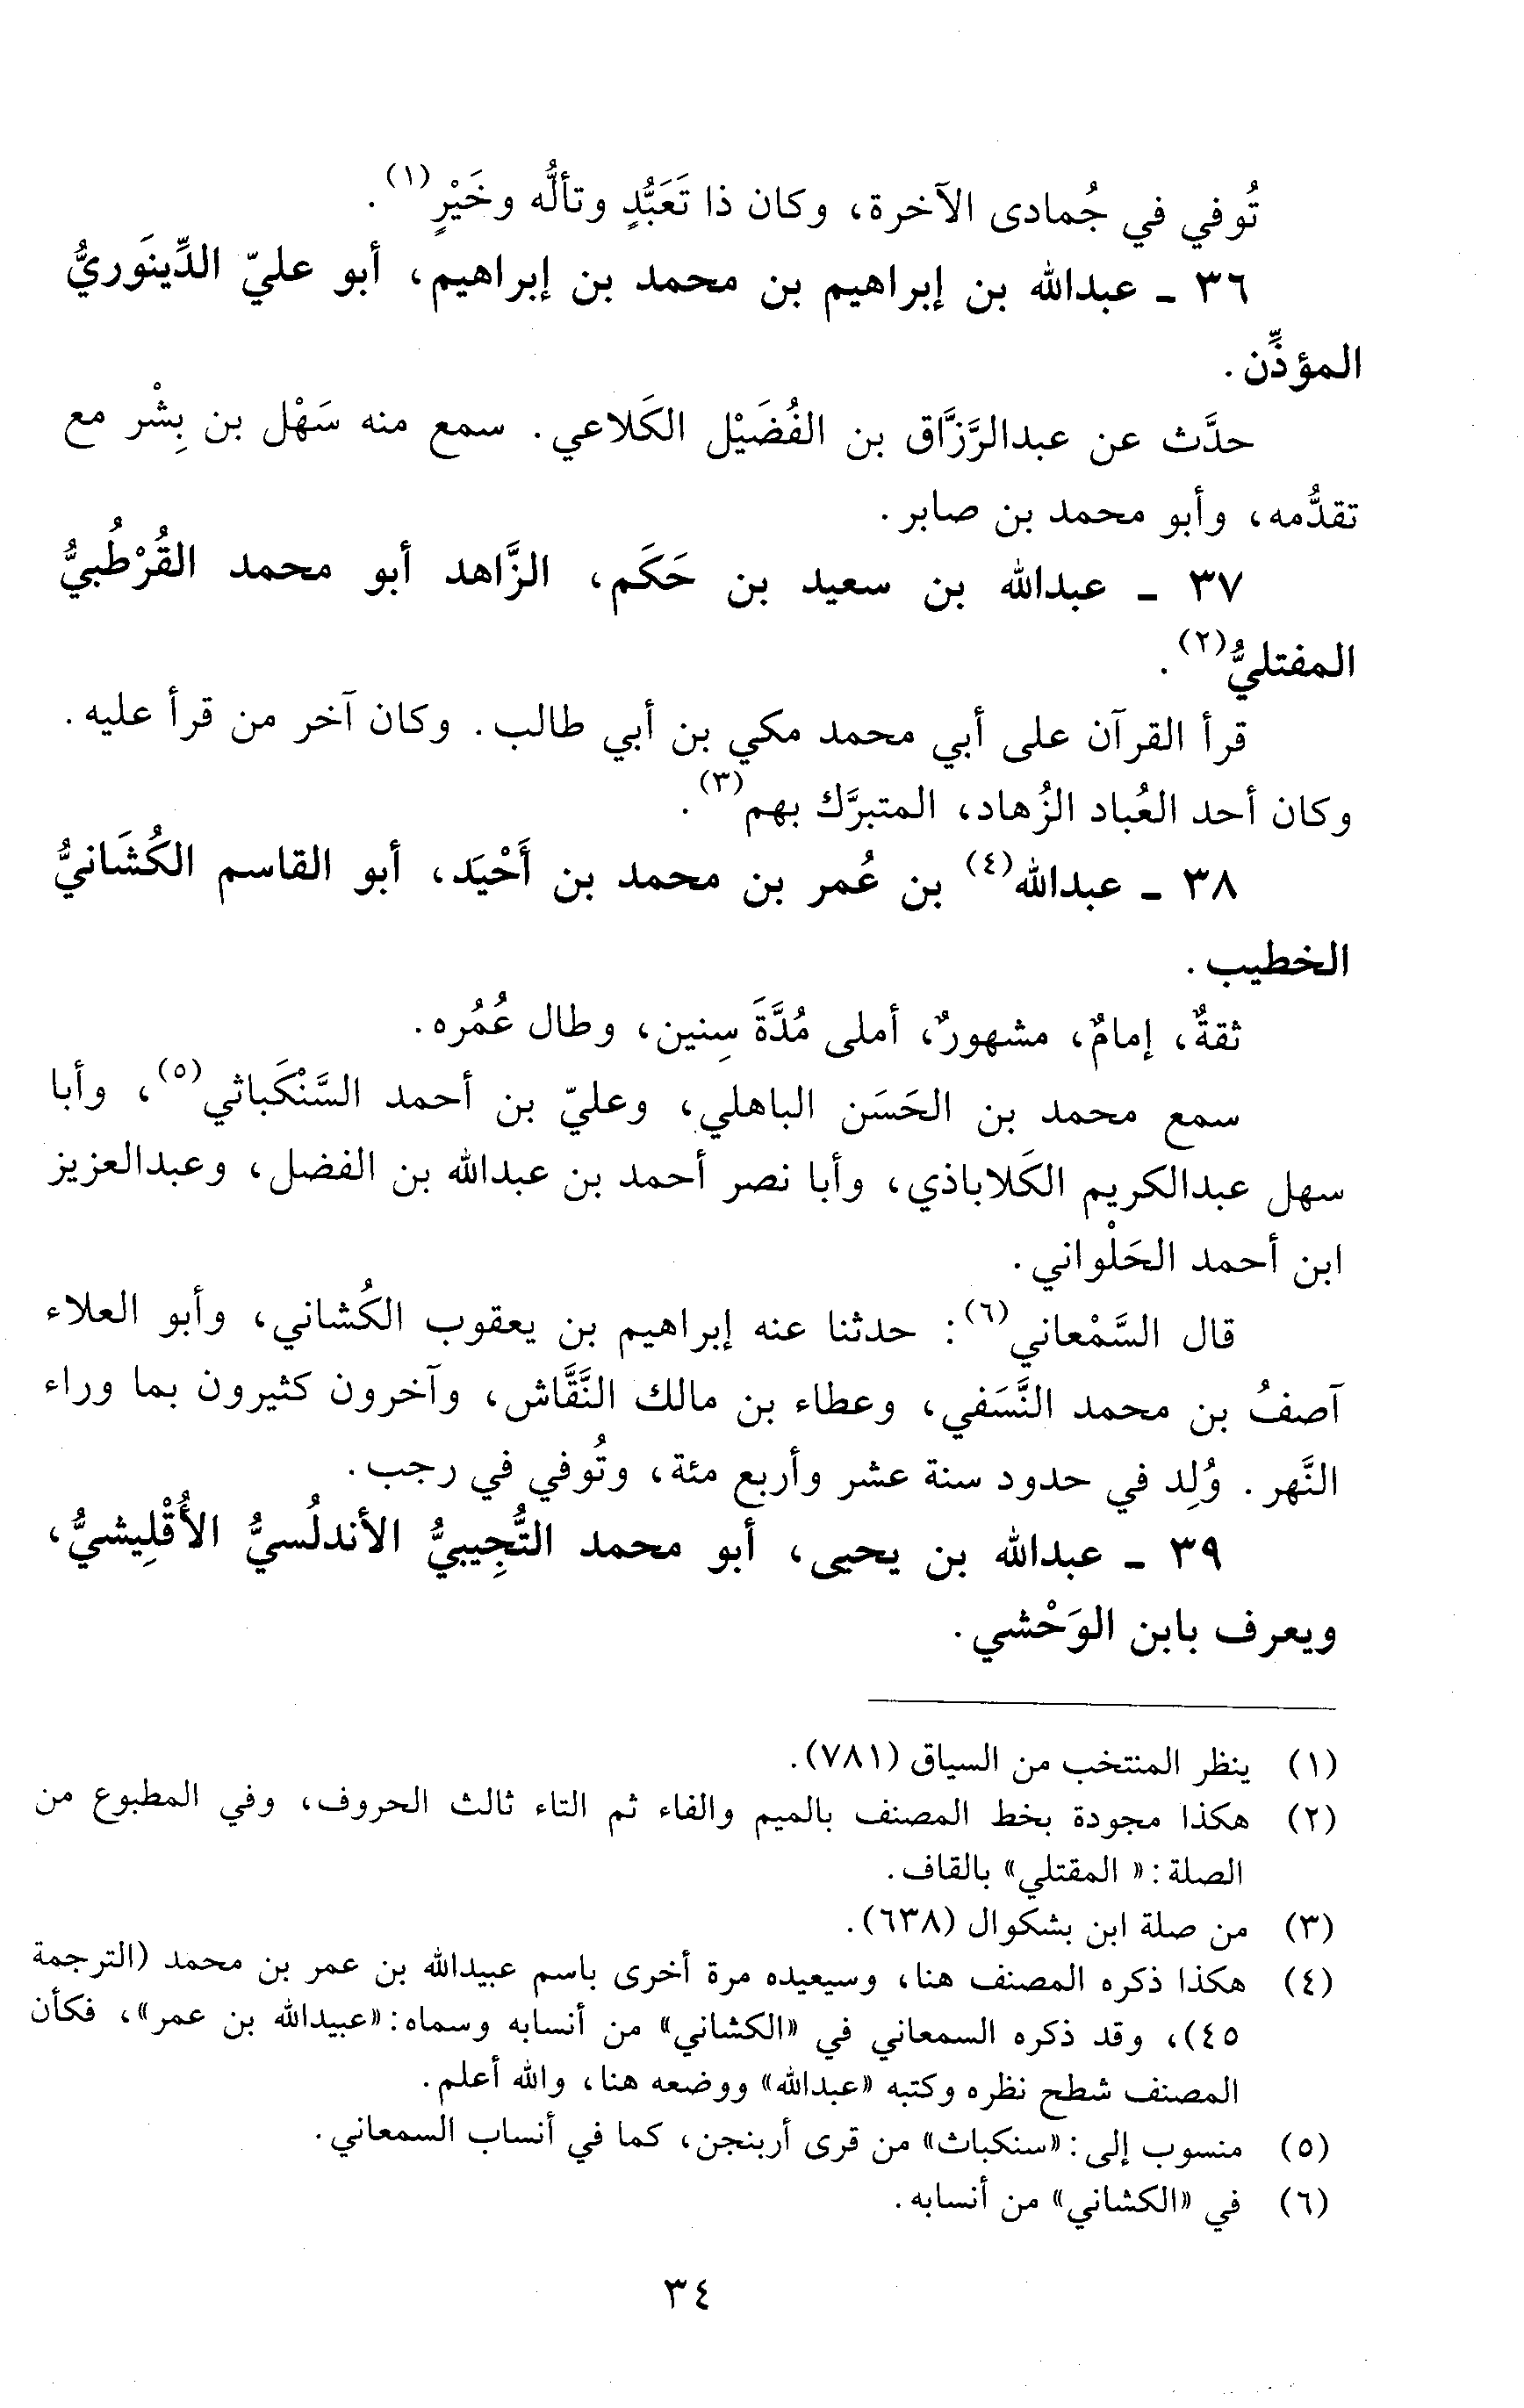 تُوفي في جُمادى الآخرة، وكان ذا تَعَبُّدٍ وتألُّه وخَيْرٍ(١).
٣٦ ـ عبدالله بن إبراهيم بن محمد بن إبراهيم، أبو عليّ الدِّينَوريُّ
المؤذِّن.
حدَّث عن عبدالرَّزَّاق بن الفُضَيْل الكَلاعي. سمع منه سَهْل بن بِشْر مع
تقدُّمه، وأبو محمد بن صابر.
٣٧ ـ عبدالله بن سعيد بن حَكَم، الزَّاهد أبو محمد القُرْطُبيُّ
المفتليُّ(٢).
قرأ القرآن على أبي محمد مكي بن أبي طالب. وكان آخر من قرأ عليه.
وكان أحد العُباد الزُهاد، المتبرَّك بهم(٣).
٣٨ ـ عبدالله(٤) بن عُمر بن محمد بن أَحْيَد، أبو القاسم الكُشَانيُّ
الخطيب.
ثقةٌ، إمامٌ، مشهورٌ، أملى مُدَّةَ سِنين، وطال عُمُره.
سمع محمد بن الحَسَن الباهلي، وعليّ بن أحمد السَّنْكَباثي(٥)، وأبا
سهل عبدالكريم الكَلاباذي، وأبا نصر أحمد بن عبدالله بن الفضل، وعبدالعزيز
ابن أحمد الحَلْواني.
قال السَّمْعاني(٦): حدثنا عنه إبراهيم بن يعقوب الكُشاني، وأبو العلاء
آصفُ بن محمد النَّسَفي، وعطاء بن مالك النَّقَّاش، وآخرون كثيرون بما وراء
النَّهر. وُلِد في حدود سنة عشر وأربع مئة، وتُوفي في رجب.
٣٩ ـ عبدالله بن يحيى، أبو محمد التُّجِيبيُّ الأندلُسيُّ الأُقْلِيشيُّ،
ويعرف بابن الوَحْشي.
(١) ينظر المنتخب من السياق (٧٨١).
(٢) هكذا مجودة بخط المصنف بالميم والفاء ثم التاء ثالث الحروف، وفي المطبوع من
الصلة: «المقتلي» بالقاف.
(٣) من صلة ابن بشكوال (٦٣٨).
(٤) هكذا ذكره المصنف هنا، وسيعيده مرة أخرى باسم عبيدالله بن عمر بن محمد (الترجمة
٤٥)، وقد ذكره السمعاني في «الكشاني» من أنسابه وسماه: «عبيدالله بن عمر»، فكأن
المصنف شطح نظره وكتبه «عبدالله» ووضعه هنا، والله أعلم.
(٥) منسوب إلى: «سنكباث» من قرى أربنجن، كما في أنساب السمعاني.
(٦) في «الكشاني» من أنسابه.
٣٤